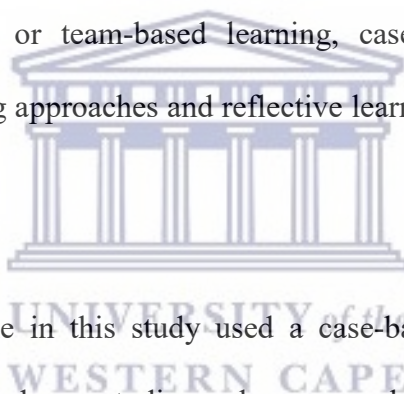 or team-based learning, case
g approaches and reflective learn
UNIVERSITY of the
e in this study used a case-ba
WESTERN CAPE